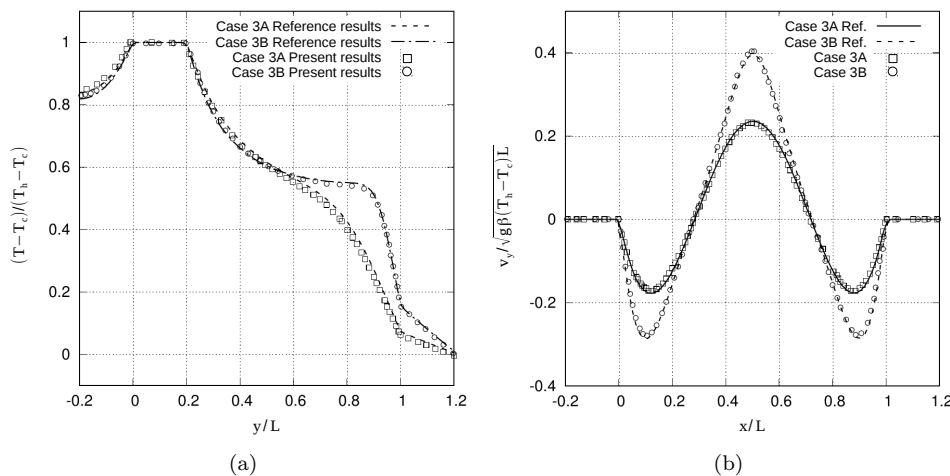 Case 3A Reference results
Case 3B Reference results
Case 3A Present results
Case 3B Present results
1
0.8
0.6
0.4
0.2
0
(T−T_c)/(T_h−T_c)
-0.2 0 0.2 0.4 0.6 0.8 1 1.2
y/L
(a)
Case 3A Ref.
Case 3B Ref.
Case 3A
Case 3B
0.4
0.2
0
-0.2
-0.4
v_y/√gβ(T_h−T_c)L
-0.2 0 0.2 0.4 0.6 0.8 1 1.2
x/L
(b)